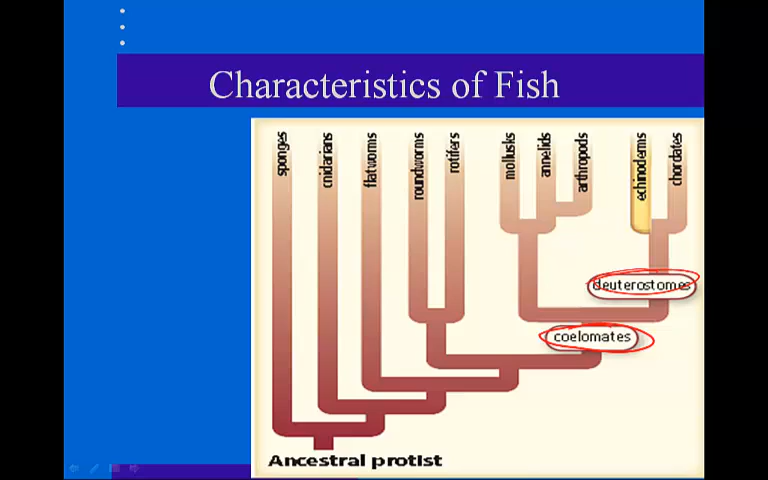 Characteristics of Fish
sponges
cnidarians
flatworms
roundworms
rotifers
mollusks
annelids
arthropods
echinoderms
chordates
deuterostomes
coelomates
Ancestral protist